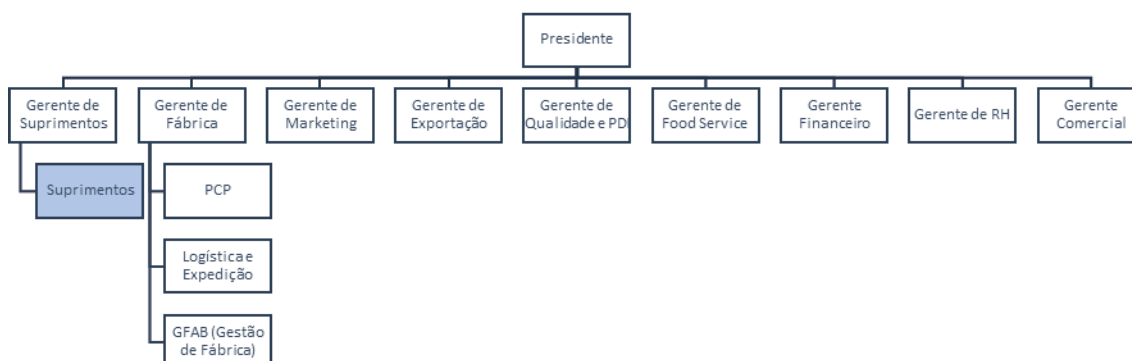 Presidente
Gerente de
Suprimentos
Gerente de
Fábrica
Gerente de
Marketing
Gerente de
Exportação
Gerente de
Qualidade e PDI
Gerente de
Food Service
Gerente
Financeiro
Gerente de RH
Gerente
Comercial
Suprimentos
PCP
Logística e
Expedição
GFAB (Gestão
de Fábrica)